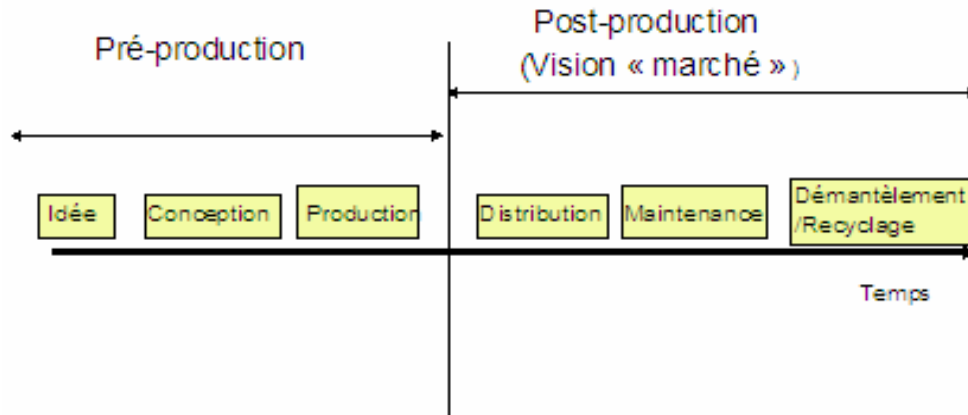 Pré-production
Post-production
(Vision « marché » )
Idée
Conception
Production
Distribution
Maintenance
Démantèlement
/Recyclage
Temps